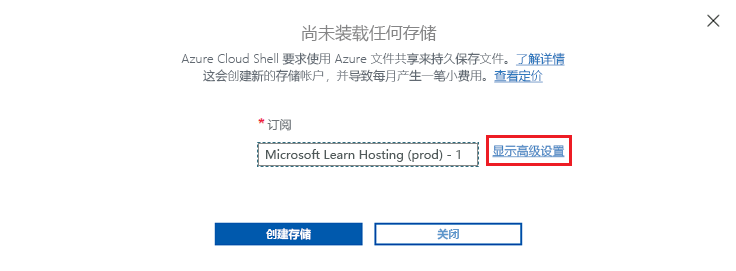 尚未装载任何存储
Azure Cloud Shell 要求使用 Azure 文件共享来持久保存文件。了解详情
这会创建新的存储帐户，并导致每月产生一笔小费用。查看定价
* 订阅
Microsoft Learn Hosting (prod) - 1
显示高级设置
创建存储
关闭